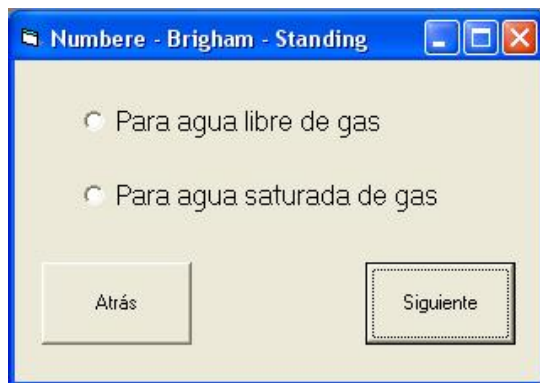 Numbere - Brigham - Standing
Para agua libre de gas
Para agua saturada de gas
Atrás
Siguiente